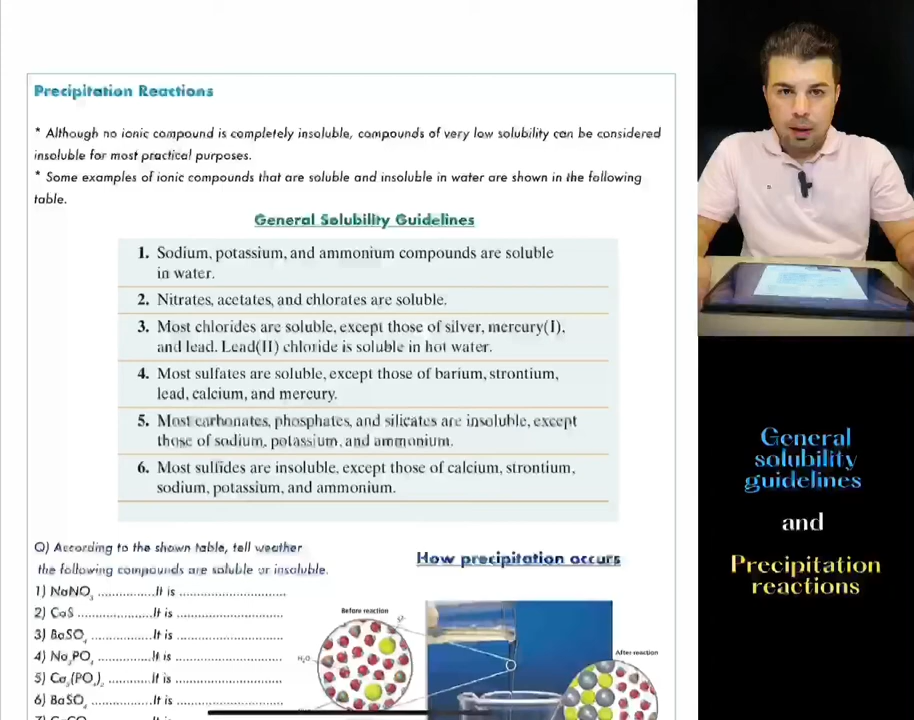 Precipitation Reactions
* Although no ionic compound is completely insoluble, compounds of very low solubility can be considered
insoluble for most practical purposes.
* Some examples of ionic compounds that are soluble and insoluble in water are shown in the following
table.
General Solubility Guidelines
1. Sodium, potassium, and ammonium compounds are soluble
in water.
2. Nitrates, acetates, and chlorates are soluble.
3. Most chlorides are soluble, except those of silver, mercury(I),
and lead. Lead(II) chloride is soluble in hot water.
4. Most sulfates are soluble, except those of barium, strontium,
lead, calcium, and mercury.
5. Most carbonates, phosphates, and silicates are insoluble, except
those of sodium, potassium, and ammonium.
6. Most sulfides are insoluble, except those of calcium, strontium,
sodium, potassium, and ammonium.
Q) According to the shown table, tell weather
the following compounds are soluble or insoluble.
1) NaNO₃ ...............It is ............................
2) CaS ...................It is ............................
3) BaSO₄ ..............It is ............................
4) Na₃PO₄ ............It is ............................
5) Ca₃(PO₄)₂ ..........It is ............................
6) BaSO₄ ..............It is ............................
How precipitation occurs
Before reaction
H₂O
After reaction
General
solubility
guidelines
and
Precipitation
reactions